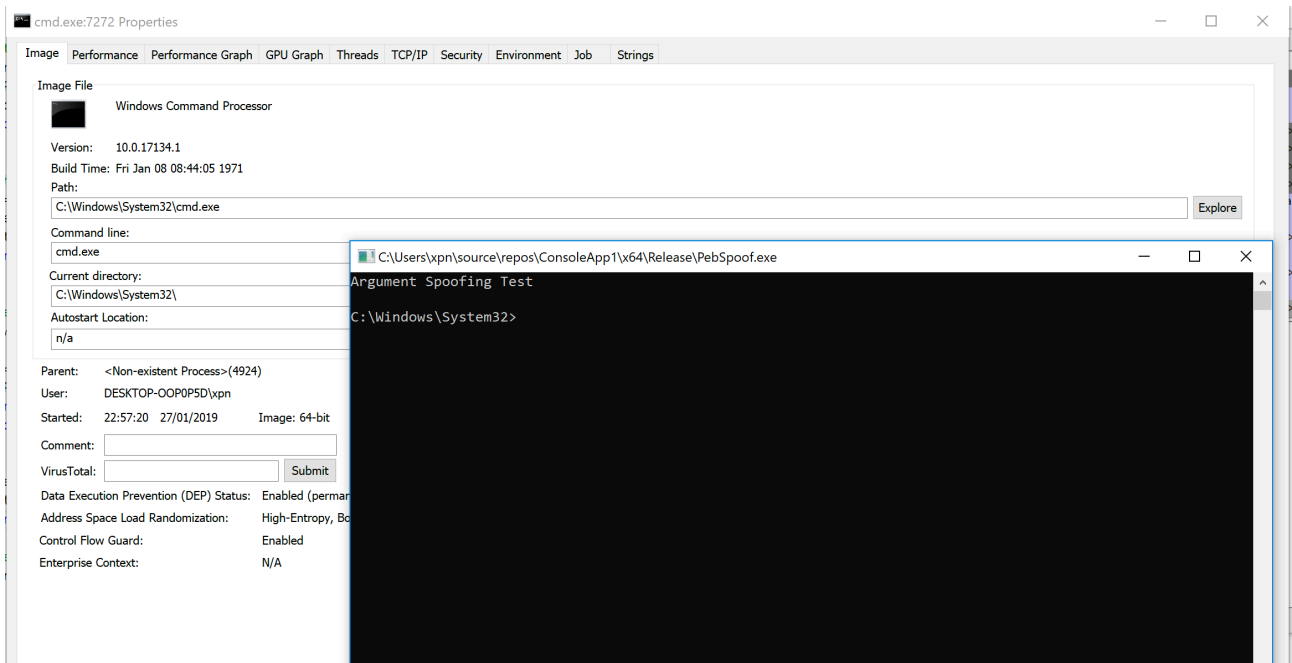 cmd.exe:7272 Properties
Image Performance Performance Graph GPU Graph Threads TCP/IP Security Environment Job Strings
Image File
Windows Command Processor
Version: 10.0.17134.1
Build Time: Fri Jan 08 08:44:05 1971
Path:
C:\Windows\System32\cmd.exe Explore
Command line:
cmd.exe
Current directory:
C:\Windows\System32\
Autostart Location:
n/a
Parent: <Non-existent Process>(4924)
User: DESKTOP-OOP0P5D\xpn
Started: 22:57:20 27/01/2019 Image: 64-bit
Comment:
VirusTotal: Submit
Data Execution Prevention (DEP) Status: Enabled (perman
Address Space Load Randomization: High-Entropy, Bo
Control Flow Guard: Enabled
Enterprise Context: N/A
C:\Users\xpn\source\repos\ConsoleApp1\x64\Release\PebSpoof.exe
Argument Spoofing Test
C:\Windows\System32>